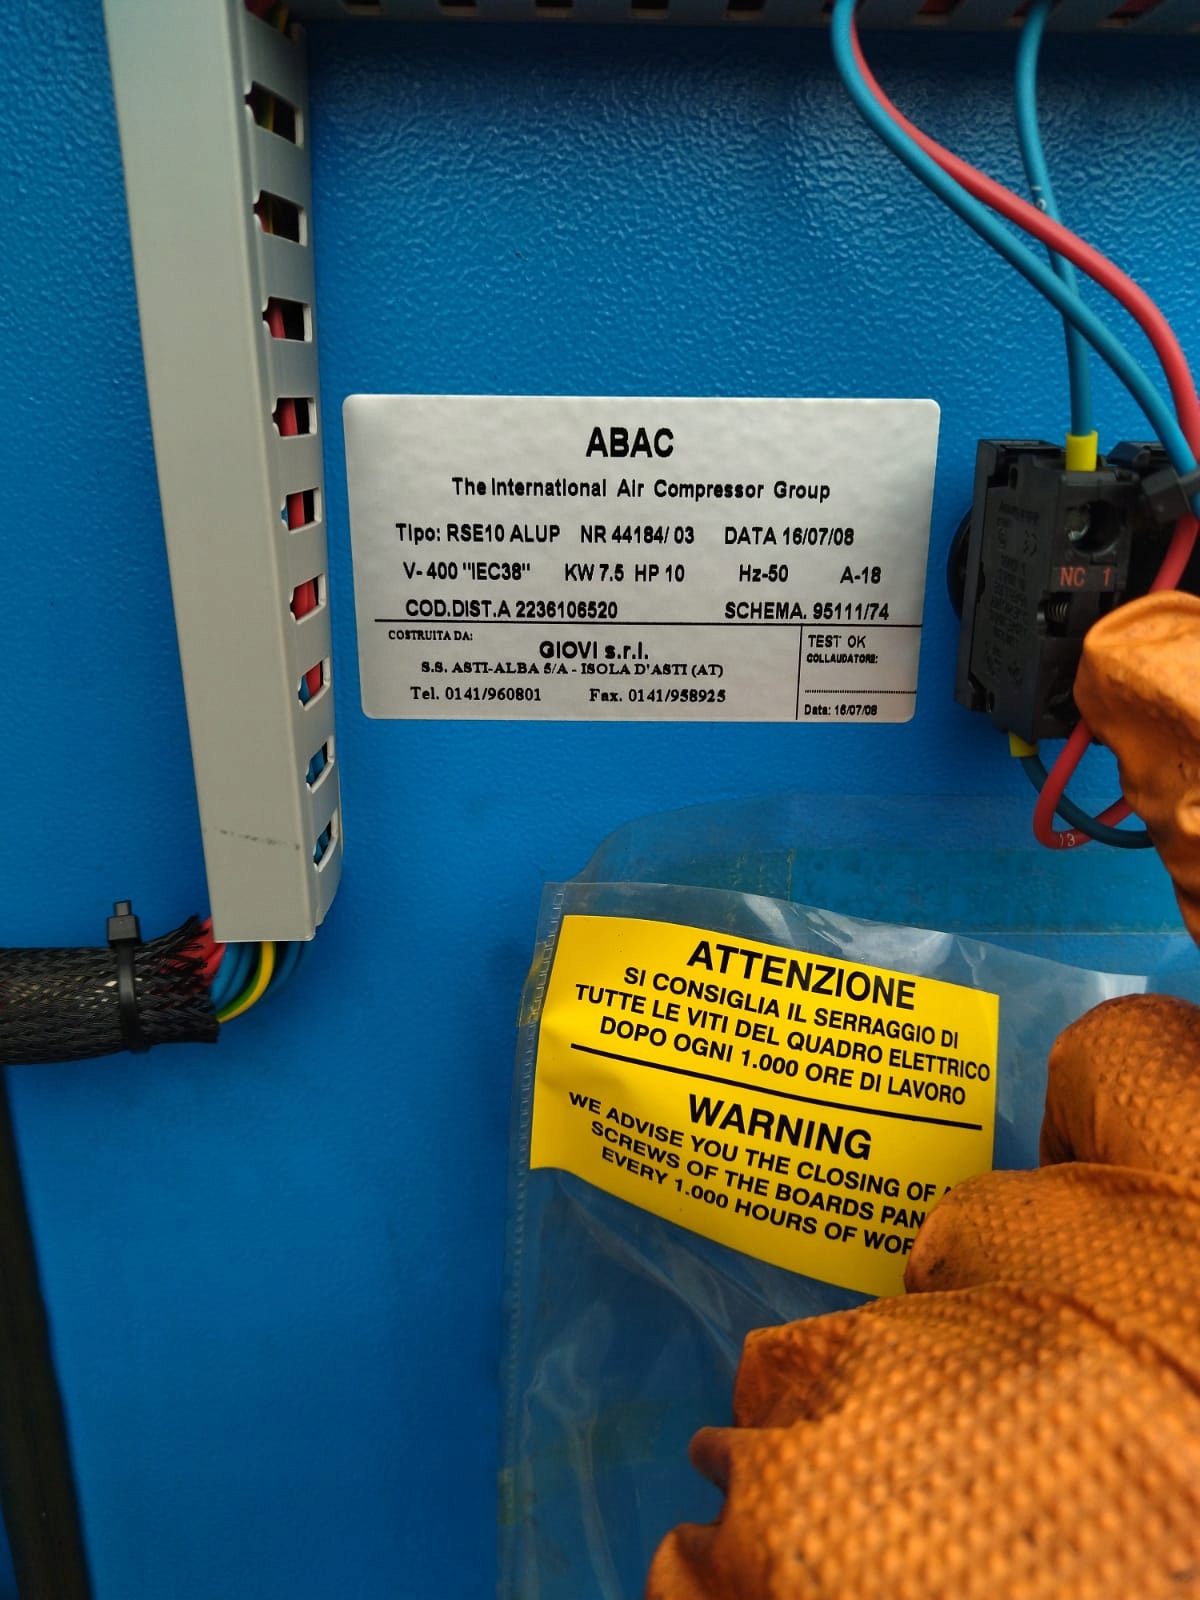 ABAC
The International Air Compressor Group
Tipo: RSE10 ALUP NR 44184/ 03 DATA 16/07/08
V- 400 "IEC38" KW 7.5 HP 10 Hz-50 A-18
COD.DIST.A 2236106520 SCHEMA. 95111/74
COSTRUITA DA:
GIOVI s.r.l.
S.S. ASTI-ALBA 5/A - ISOLA D'ASTI (AT)
Tel. 0141/960801 Fax. 0141/958925
TEST OK
COLLAUDATORE:
Data: 16/07/08
NC 1
13
ATTENZIONE
SI CONSIGLIA IL SERRAGGIO DI
TUTTE LE VITI DEL QUADRO ELETTRICO
DOPO OGNI 1.000 ORE DI LAVORO
WARNING
WE ADVISE YOU THE CLOSING OF
SCREWS OF THE BOARDS PAN
EVERY 1.000 HOURS OF WOR